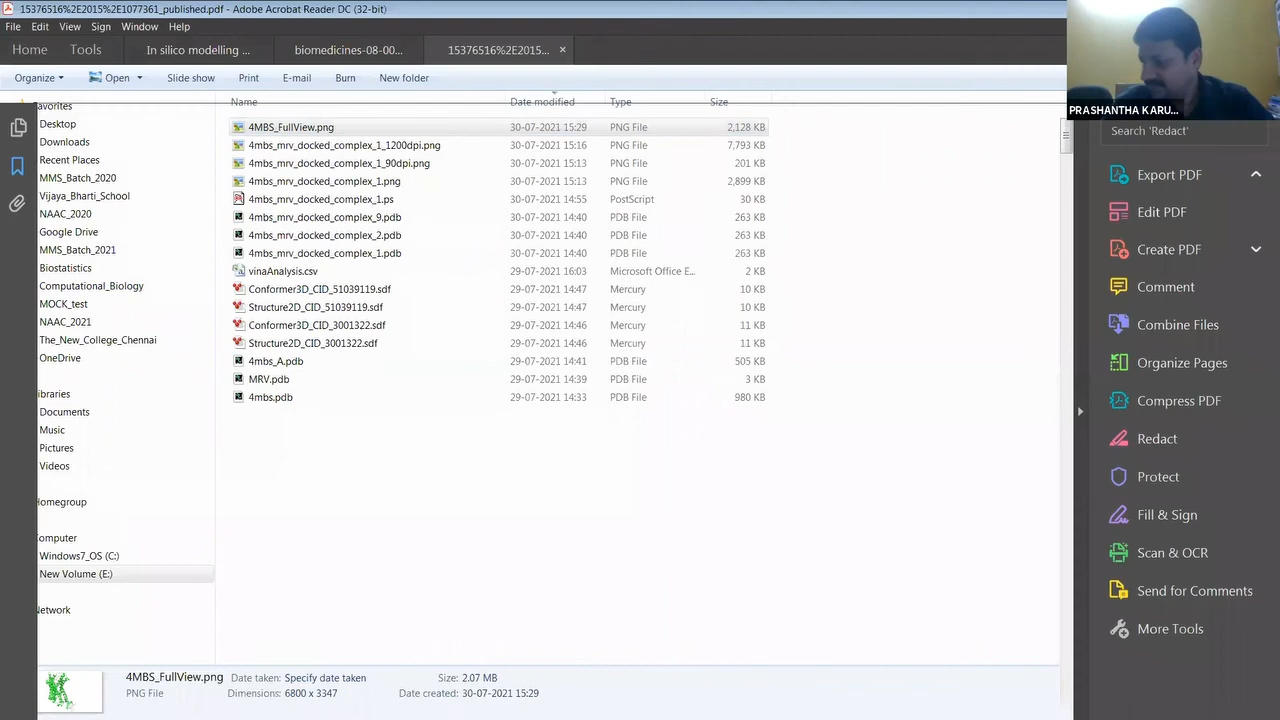 15376516%2E2015%2E1077361_published.pdf - Adobe Acrobat Reader DC (32-bit)
File Edit View Sign Window Help
Home Tools In silico modelling ... biomedicines-08-00... 15376516%2E2015... ×
Organize Open Slide show Print E-mail Burn New folder
PRASHANTHA KARU...
Name Date modified Type Size
avorites
Desktop
Downloads
Recent Places
MMS_Batch_2020
Vijaya_Bharti_School
NAAC_2020
Google Drive
MMS_Batch_2021
Biostatistics
Computational_Biology
MOCK_test
NAAC_2021
The_New_College_Chennai
OneDrive
ibraries
Documents
Music
Pictures
Videos
Homegroup
omputer
Windows7_OS (C:)
New Volume (E:)
Network
4MBS_FullView.png 30-07-2021 15:29 PNG File 2,128 KB
4mbs_mrv_docked_complex_1_1200dpi.png 30-07-2021 15:16 PNG File 7,793 KB
4mbs_mrv_docked_complex_1_90dpi.png 30-07-2021 15:13 PNG File 201 KB
4mbs_mrv_docked_complex_1.png 30-07-2021 15:13 PNG File 2,899 KB
4mbs_mrv_docked_complex_1.ps 30-07-2021 14:55 PostScript 30 KB
4mbs_mrv_docked_complex_9.pdb 30-07-2021 14:40 PDB File 263 KB
4mbs_mrv_docked_complex_2.pdb 30-07-2021 14:40 PDB File 263 KB
4mbs_mrv_docked_complex_1.pdb 30-07-2021 14:40 PDB File 263 KB
vinaAnalysis.csv 29-07-2021 16:03 Microsoft Office E... 2 KB
Conformer3D_CID_51039119.sdf 29-07-2021 14:47 Mercury 10 KB
Structure2D_CID_51039119.sdf 29-07-2021 14:47 Mercury 10 KB
Conformer3D_CID_3001322.sdf 29-07-2021 14:46 Mercury 11 KB
Structure2D_CID_3001322.sdf 29-07-2021 14:46 Mercury 11 KB
4mbs_A.pdb 29-07-2021 14:41 PDB File 505 KB
MRV.pdb 29-07-2021 14:39 PDB File 3 KB
4mbs.pdb 29-07-2021 14:33 PDB File 980 KB
Search 'Redact'
Export PDF
Edit PDF
Create PDF
Comment
Combine Files
Organize Pages
Compress PDF
Redact
Protect
Fill & Sign
Scan & OCR
Send for Comments
More Tools
4MBS_FullView.png Date taken: Specify date taken Size: 2.07 MB
PNG File Dimensions: 6800 x 3347 Date created: 30-07-2021 15:29